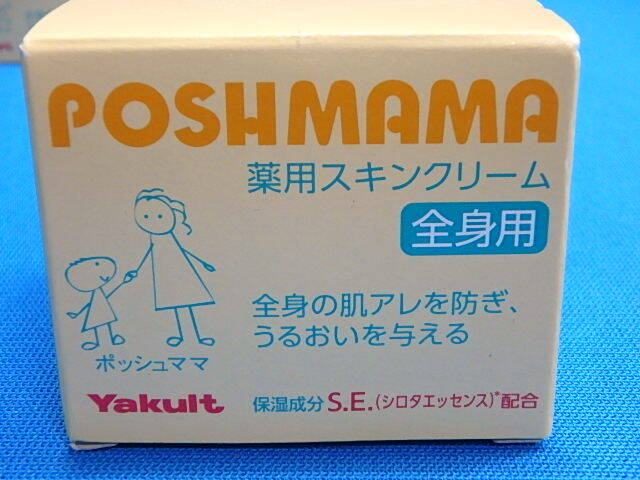 POSHMAMA
薬用スキンクリーム
全身用
全身の肌アレを防ぎ、
うるおいを与える
ポッシュママ
Yakult
保湿成分 S.E.(シロタエッセンス)*配合